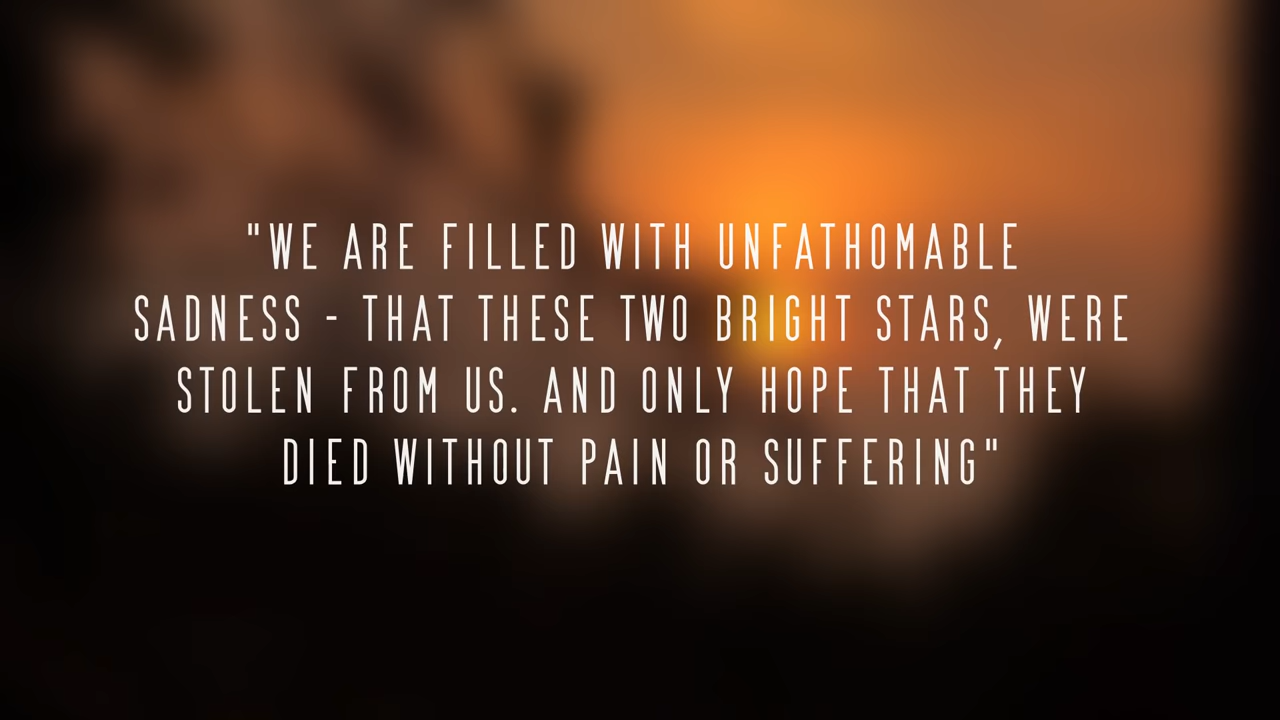 "WE ARE FILLED WITH UNFATHOMABLE
SADNESS - THAT THESE TWO BRIGHT STARS, WERE
STOLEN FROM US. AND ONLY HOPE THAT THEY
DIED WITHOUT PAIN OR SUFFERING"